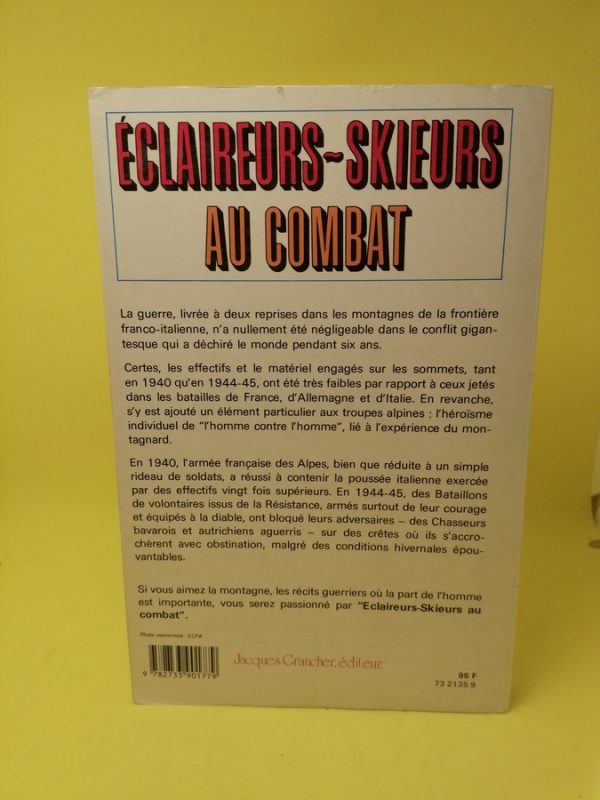 ÉCLAIREURS~SKIEURS
AU COMBAT
La guerre, livrée à deux reprises dans les montagnes de la frontière
franco-italienne, n'a nullement été négligeable dans le conflit gigan-
tesque qui a déchiré le monde pendant six ans.
Certes, les effectifs et le matériel engagés sur les sommets, tant
en 1940 qu'en 1944-45, ont été très faibles par rapport à ceux jetés
dans les batailles de France, d'Allemagne et d'Italie. En revanche,
s'y est ajouté un élément particulier aux troupes alpines : l'héroïsme
individuel de "l'homme contre l'homme", lié à l'expérience du mon-
tagnard.
En 1940, l'armée française des Alpes, bien que réduite à un simple
rideau de soldats, a réussi à contenir la poussée italienne exercée
par des effectifs vingt fois supérieurs. En 1944-45, des Bataillons
de volontaires issus de la Résistance, armés surtout de leur courage
et équipés à la diable, ont bloqué leurs adversaires – des Chasseurs
bavarois et autrichiens aguerris – sur des crêtes où ils s'accro-
chèrent avec obstination, malgré des conditions hivernales épou-
vantables.
Si vous aimez la montagne, les récits guerriers où la part de l'homme
est importante, vous serez passionné par "Eclaireurs-Skieurs au
combat".
Photo couverture : ECPA
Jacques Grancher, éditeur.
9 782733 901779
96 F
73 2135 9